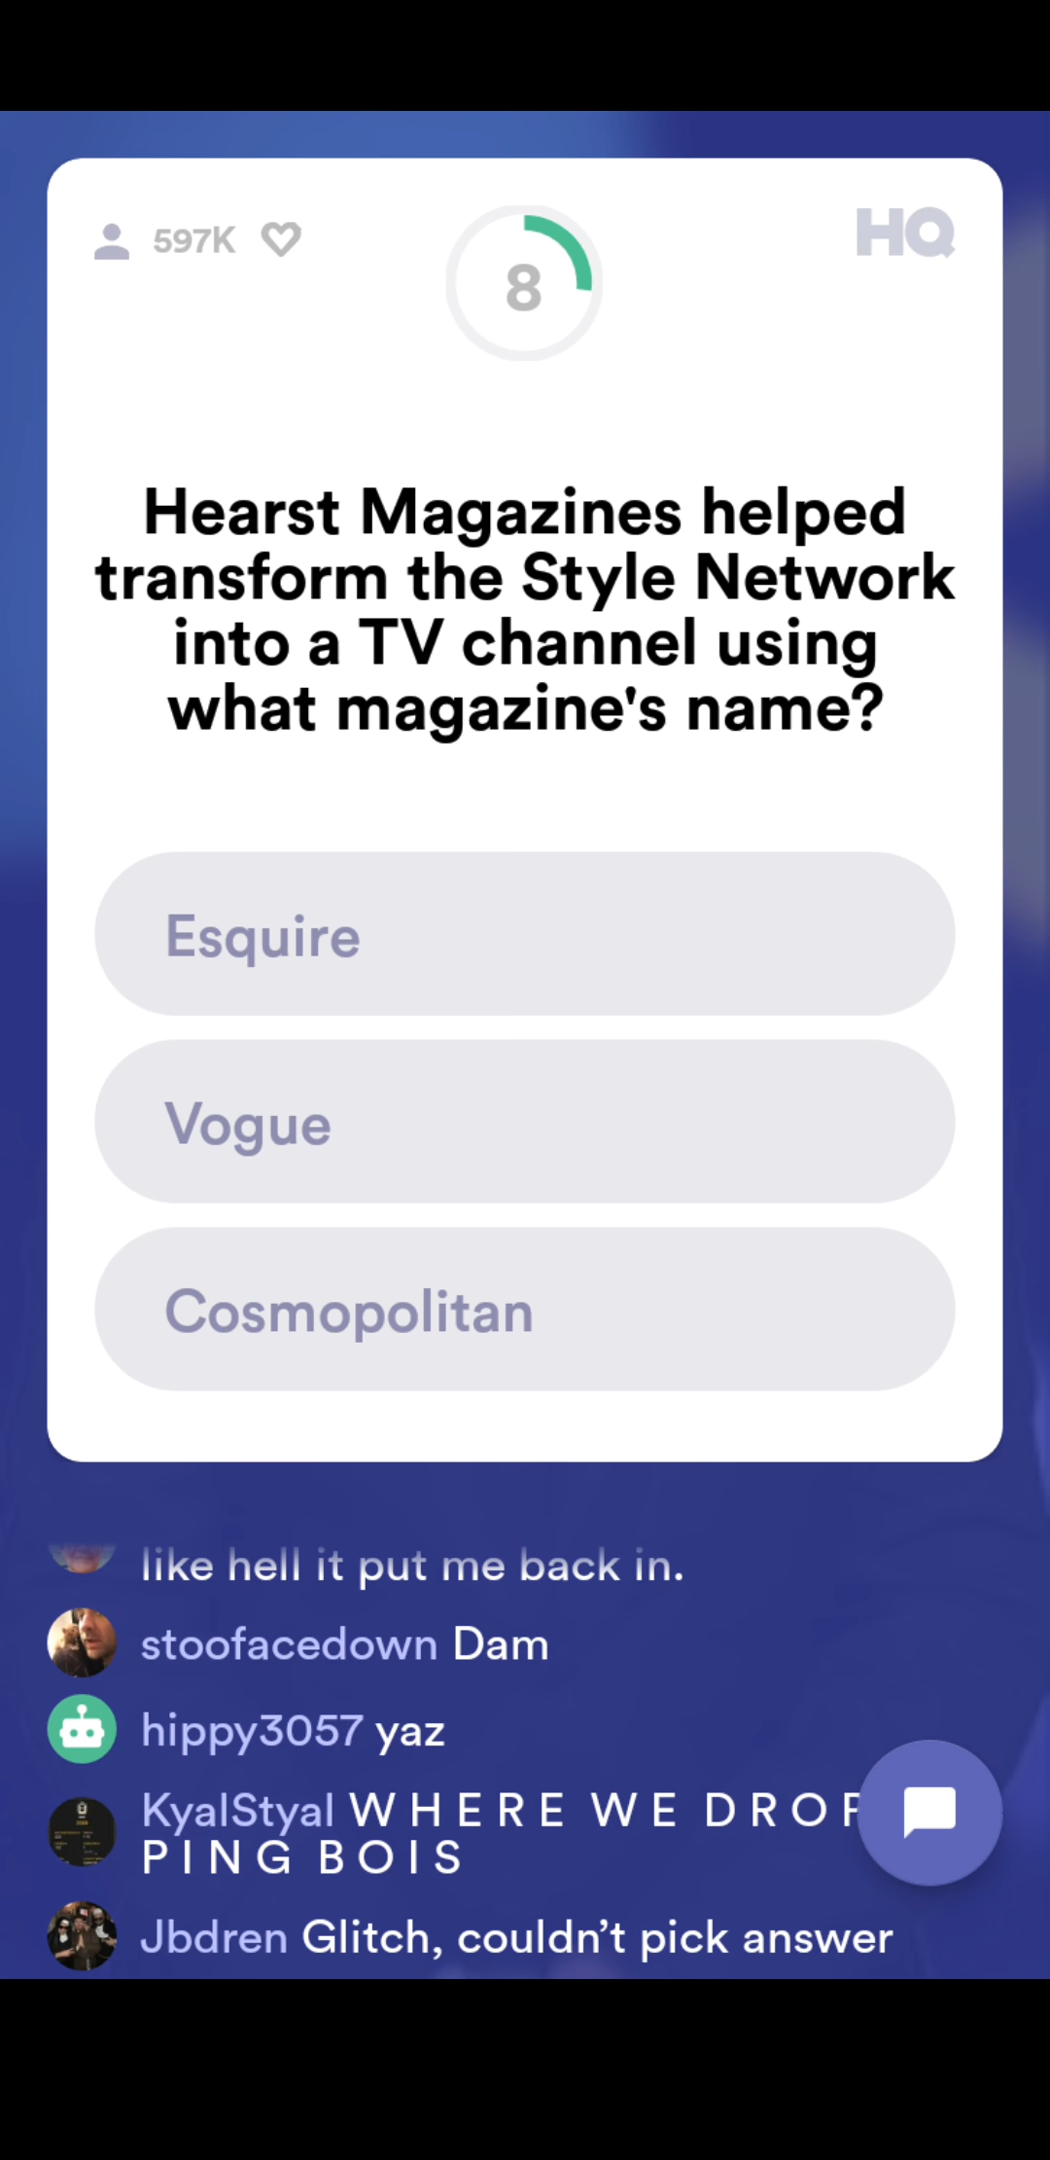 597K
8
HQ
Hearst Magazines helped
transform the Style Network
into a TV channel using
what magazine's name?
Esquire
Vogue
Cosmopolitan
like hell it put me back in.
stoofacedown Dam
hippy3057 yaz
KyalStyal W H E R E W E D R O P
P I N G B O I S
Jbdren Glitch, couldn’t pick answer